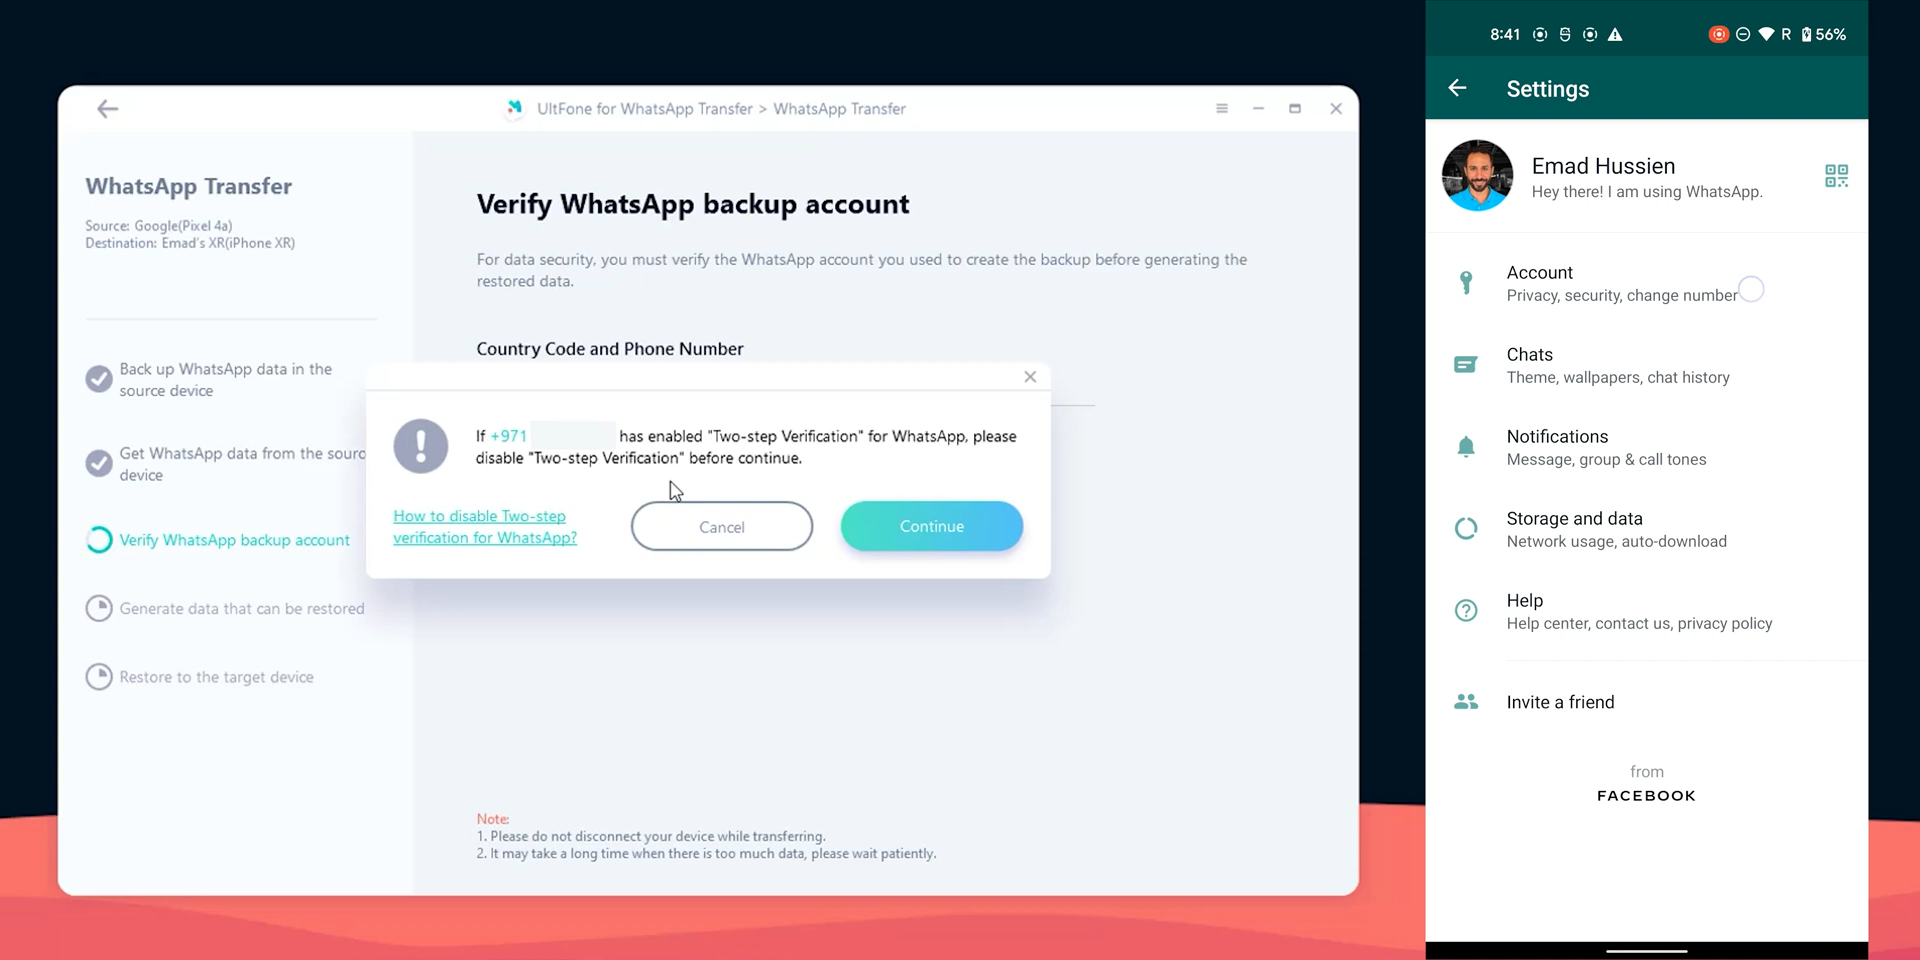 UltFone for WhatsApp Transfer > WhatsApp Transfer
WhatsApp Transfer
Source: Google(Pixel 4a)
Destination: Emad's XR(iPhone XR)
Back up WhatsApp data in the
source device
Get WhatsApp data from the sourc
device
Verify WhatsApp backup account
Generate data that can be restored
Restore to the target device
Verify WhatsApp backup account
For data security, you must verify the WhatsApp account you used to create the backup before generating the
restored data.
Country Code and Phone Number
If +971 has enabled "Two-step Verification" for WhatsApp, please
disable "Two-step Verification" before continue.
How to disable Two-step
verification for WhatsApp?
Cancel
Continue
Note:
1. Please do not disconnect your device while transferring.
2. It may take a long time when there is too much data, please wait patiently.
8:41
R
56%
Settings
Emad Hussien
Hey there! I am using WhatsApp.
Account
Privacy, security, change number
Chats
Theme, wallpapers, chat history
Notifications
Message, group & call tones
Storage and data
Network usage, auto-download
Help
Help center, contact us, privacy policy
Invite a friend
from
FACEBOOK